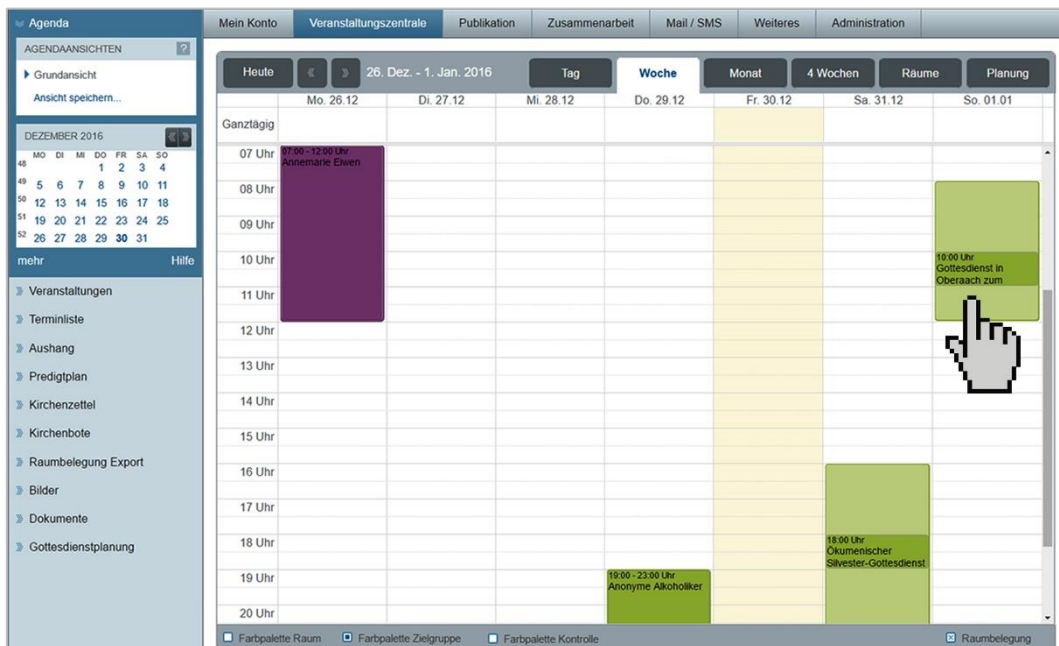 Agenda
AGENDAANSICHTEN ?
Grundansicht
Ansicht speichern...
DEZEMBER 2016
MO DI MI DO FR SA SO
48 1 2 3 4
49 5 6 7 8 9 10 11
50 12 13 14 15 16 17 18
51 19 20 21 22 23 24 25
52 26 27 28 29 30 31
mehr Hilfe
Veranstaltungen
Terminliste
Aushang
Predigtplan
Kirchenzettel
Kirchenbote
Raumbelegung Export
Bilder
Dokumente
Gottesdienstplanung
Mein Konto Veranstaltungszentrale Publikation Zusammenarbeit Mail / SMS Weiteres Administration
Heute 26. Dez. - 1. Jan. 2016 Tag Woche Monat 4 Wochen Räume Planung
Mo. 26.12 Di. 27.12 Mi. 28.12 Do. 29.12 Fr. 30.12 Sa. 31.12 So. 01.01
Ganztägig
07 Uhr
07:00 - 12:00 Uhr
Annemarie Eiwen
08 Uhr
09 Uhr
10 Uhr
10:00 Uhr
Gottesdienst in
Oberaach zum
11 Uhr
12 Uhr
13 Uhr
14 Uhr
15 Uhr
16 Uhr
17 Uhr
18 Uhr
18:00 Uhr
Ökumenischer
Silvester-Gottesdienst
19 Uhr
19:00 - 23:00 Uhr
Anonyme Alkoholiker
20 Uhr
Farbpalette Raum Farbpalette Zielgruppe Farbpalette Kontrolle Raumbelegung